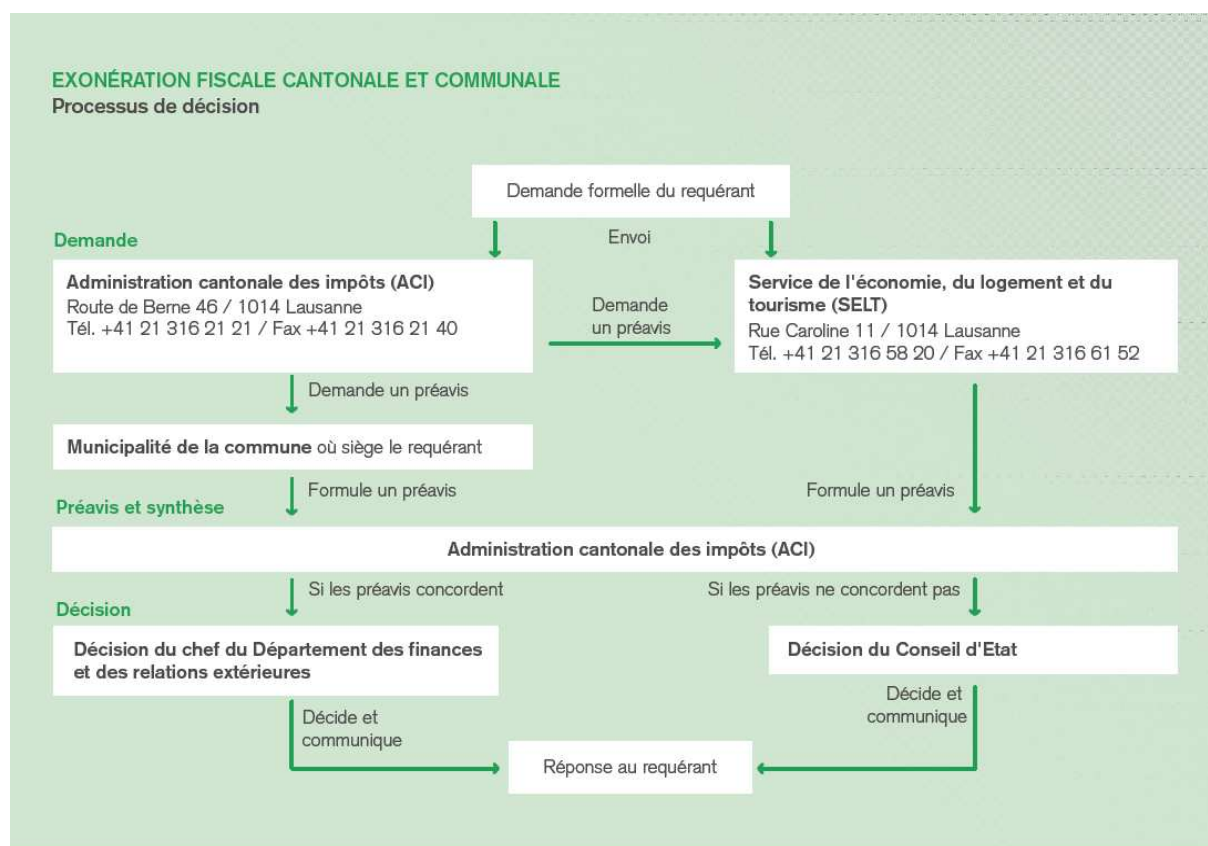 EXONÉRATION FISCALE CANTONALE ET COMMUNALE
Processus de décision
Demande formelle du requérant
Demande
Envoi
Administration cantonale des impôts (ACI)
Route de Berne 46 / 1014 Lausanne
Tél. +41 21 316 21 21 / Fax +41 21 316 21 40
Demande
un préavis
Service de l'économie, du logement et du
tourisme (SELT)
Rue Caroline 11 / 1014 Lausanne
Tél. +41 21 316 58 20 / Fax +41 21 316 61 52
Demande un préavis
Municipalité de la commune où siège le requérant
Formule un préavis
Formule un préavis
Préavis et synthèse
Administration cantonale des impôts (ACI)
Si les préavis concordent
Si les préavis ne concordent pas
Décision
Décision du chef du Département des finances
et des relations extérieures
Décision du Conseil d'Etat
Décide et
communique
Décide et
communique
Réponse au requérant